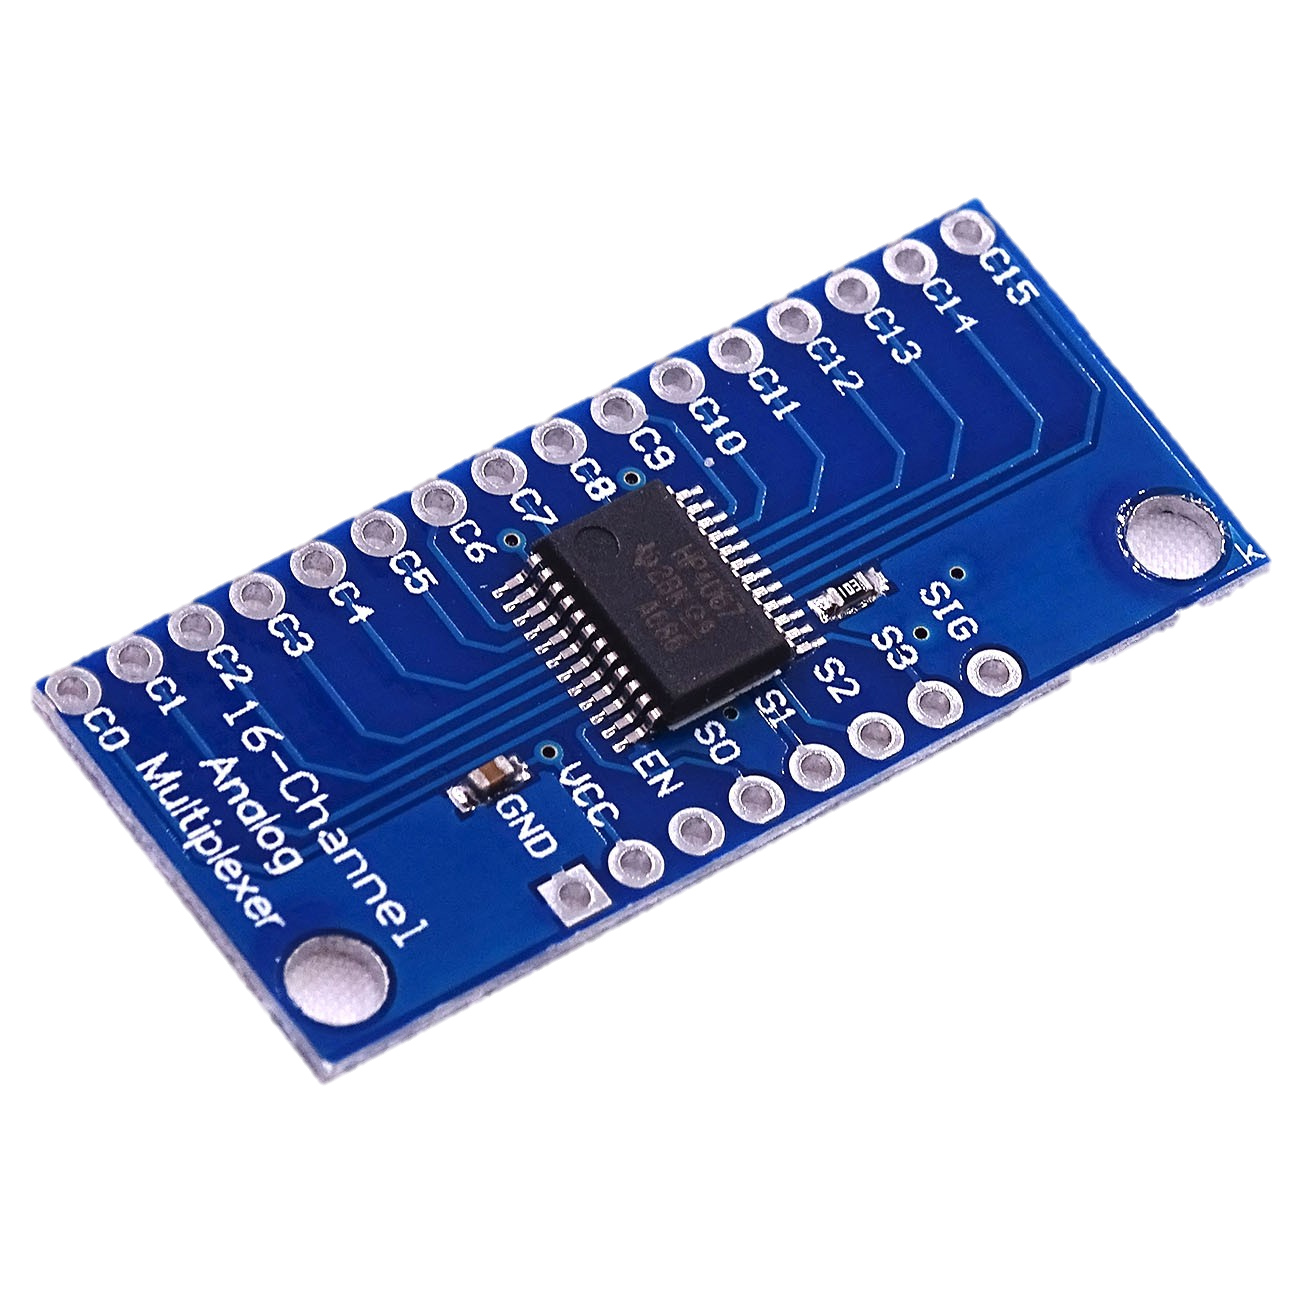 C15
C14
C13
C12
C11
C10
C9
C8
C7
C6
C5
C4
C3
C2
C1
C0
16-Channel
Analog
Multiplexer
HP4067
GND
VCC
EN
S0
S1
S2
S3
SIG
K